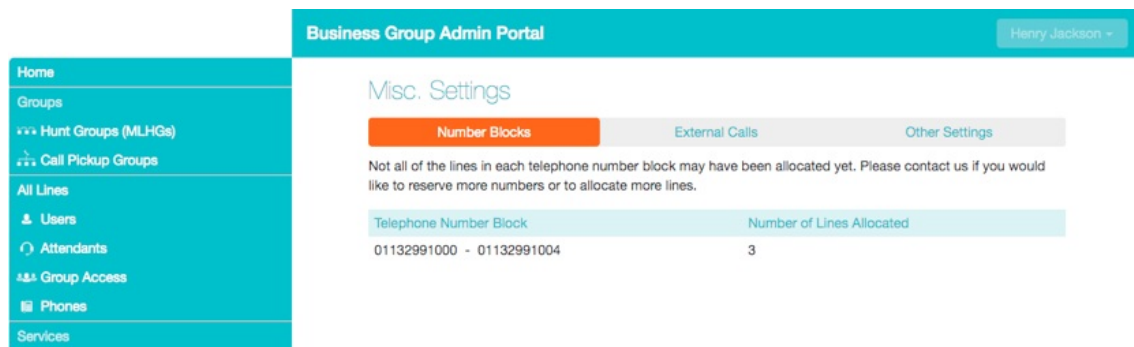 Business Group Admin Portal
Henry Jackson
Home
Groups
Hunt Groups (MLHGs)
Call Pickup Groups
All Lines
Users
Attendants
Group Access
Phones
Services
Misc. Settings
Number Blocks External Calls Other Settings
Not all of the lines in each telephone number block may have been allocated yet. Please contact us if you would
like to reserve more numbers or to allocate more lines.
Telephone Number Block Number of Lines Allocated
01132991000 - 01132991004 3